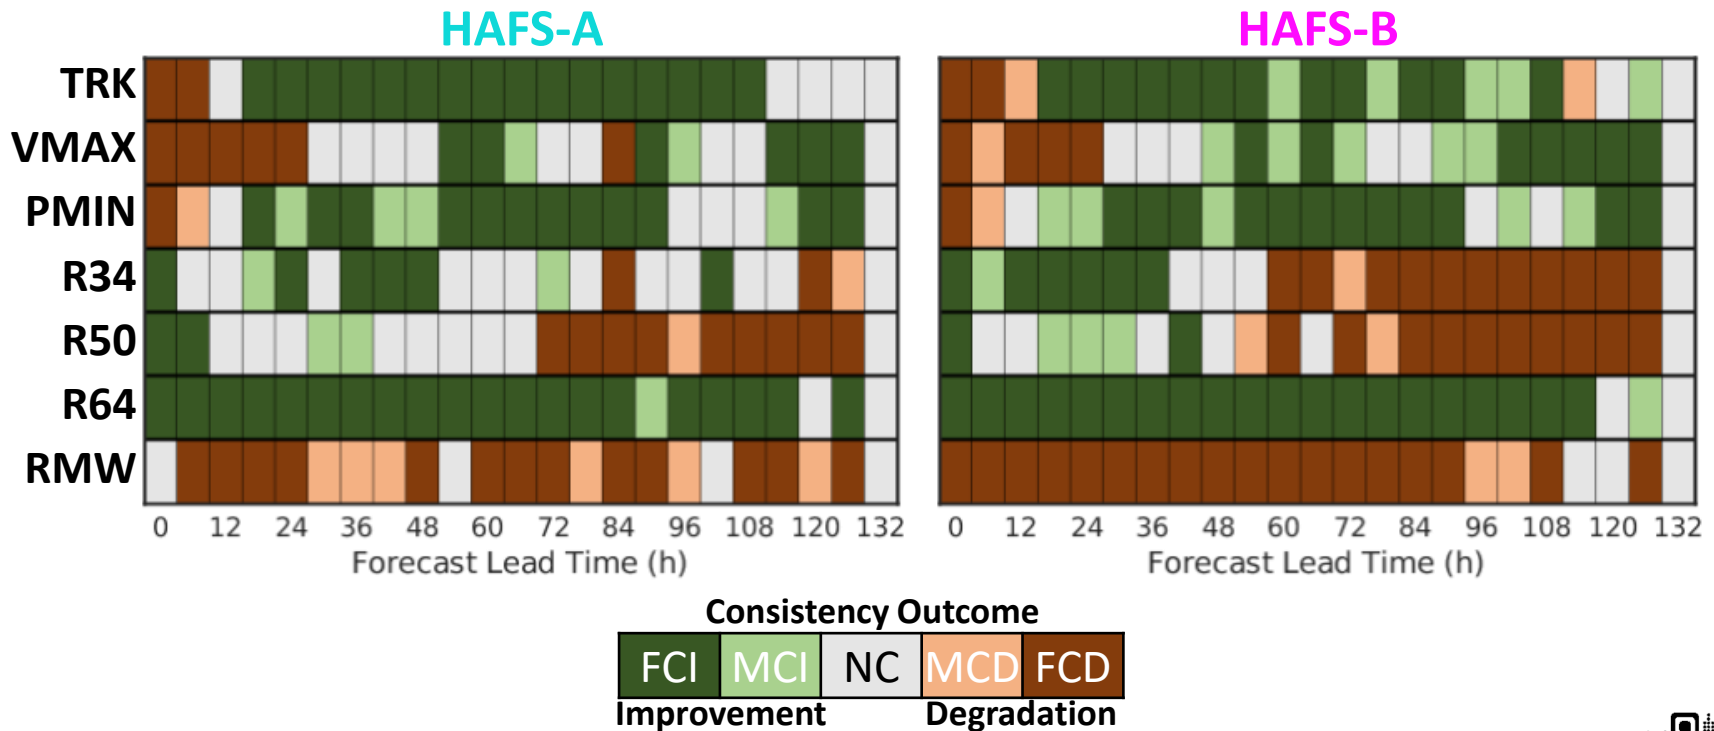 HAFS-A HAFS-B
TRK
VMAX
PMIN
R34
R50
R64
RMW
0 12 24 36 48 60 72 84 96 108 120 132 0 12 24 36 48 60 72 84 96 108 120 132
Forecast Lead Time (h) Forecast Lead Time (h)
Consistency Outcome
FCI MCI NC MCD FCD
Improvement Degradation